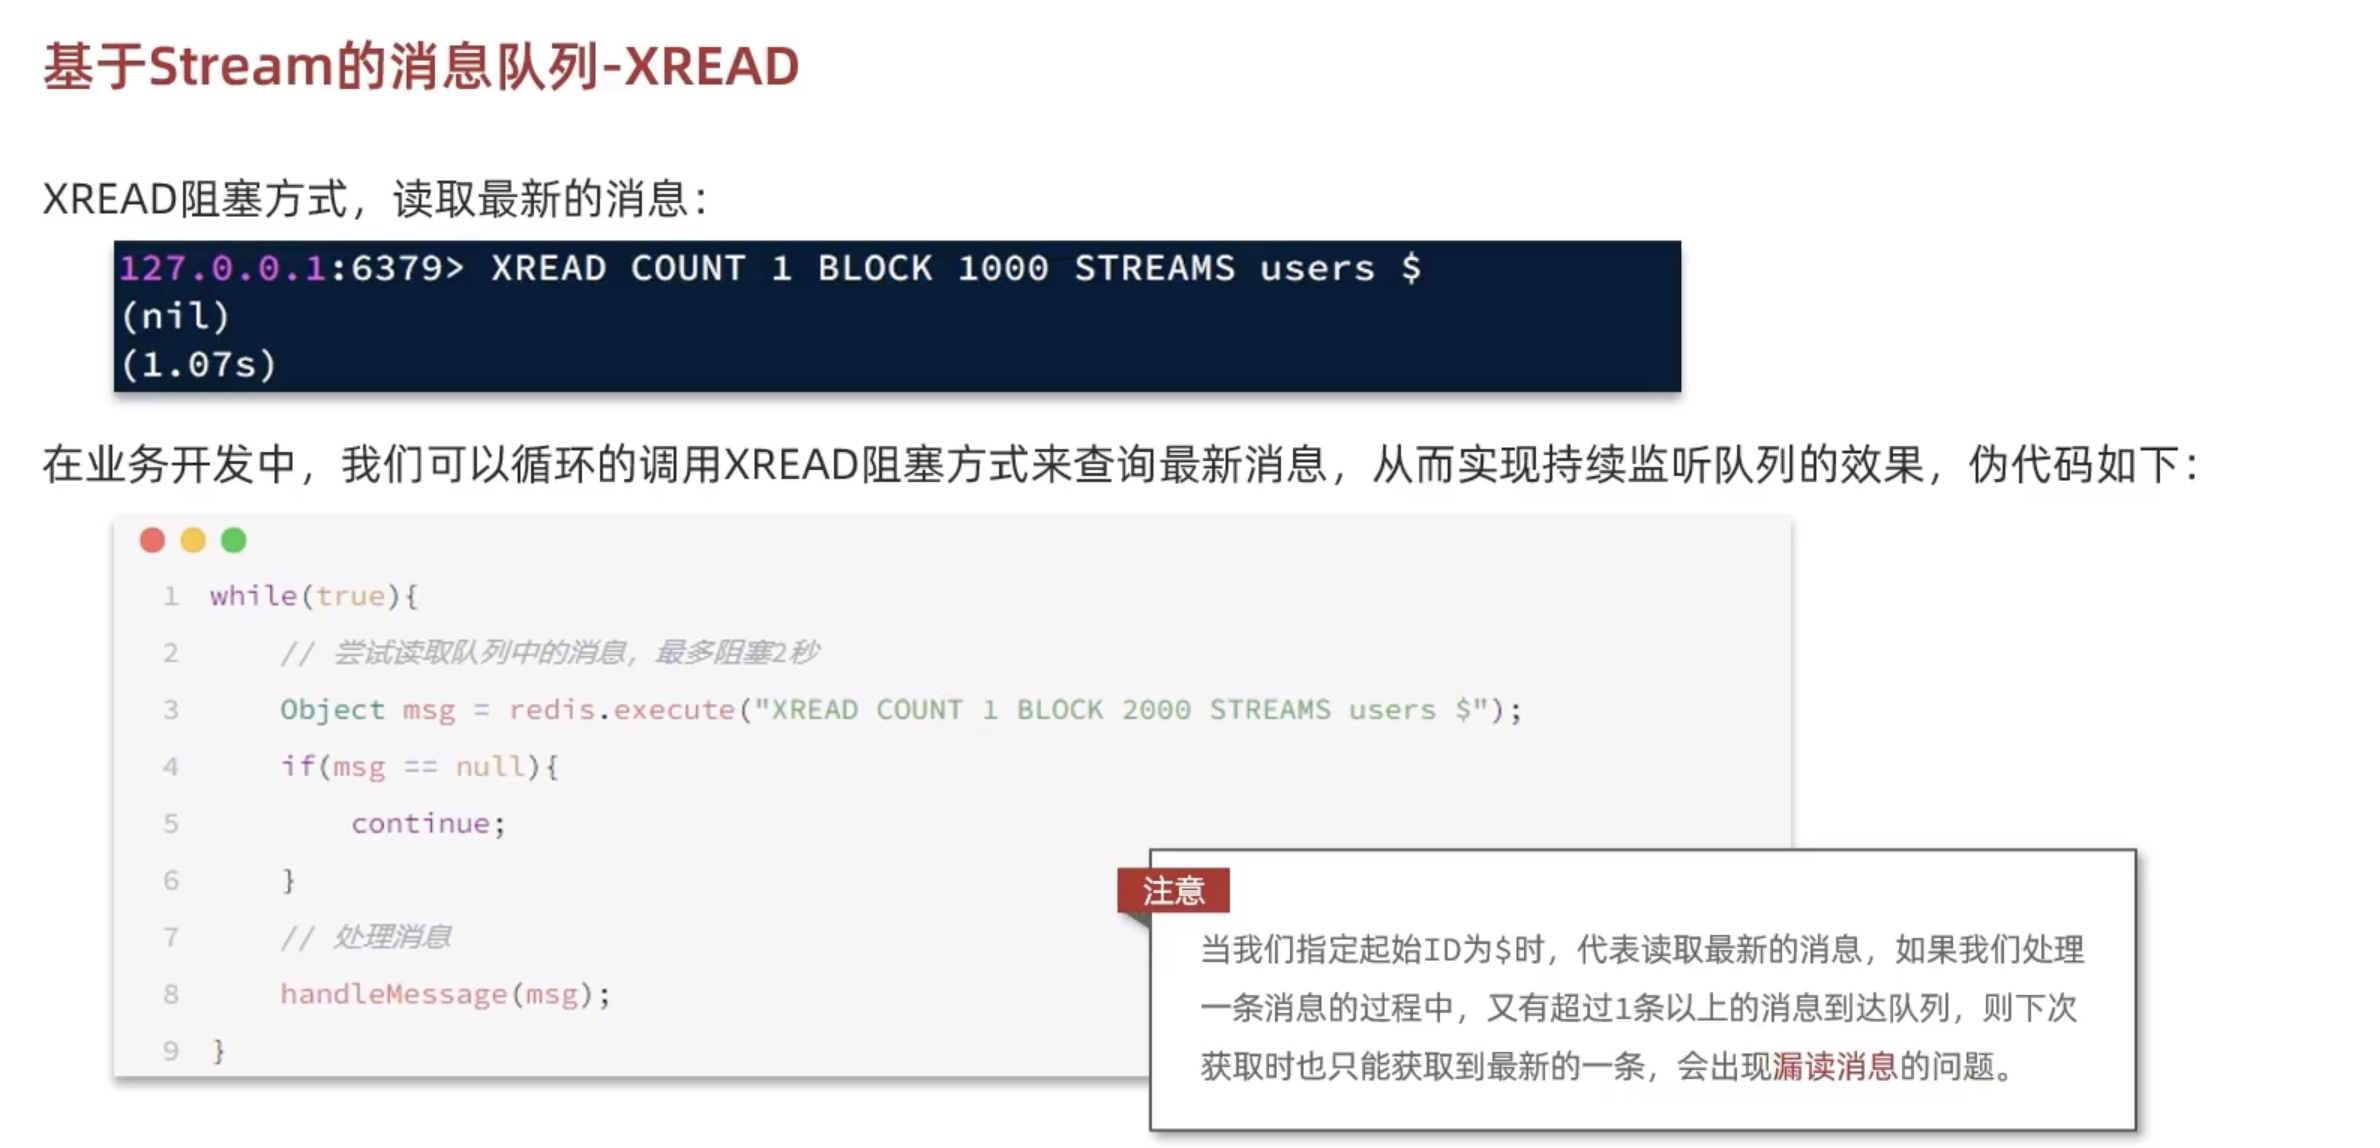 基于Stream的消息队列-XREAD
XREAD阻塞方式，读取最新的消息：
127.0.0.1:6379> XREAD COUNT 1 BLOCK 1000 STREAMS users $
(nil)
(1.07s)
在业务开发中，我们可以循环的调用XREAD阻塞方式来查询最新消息，从而实现持续监听队列的效果，伪代码如下：
1 while(true){
2     // 尝试读取队列中的消息，最多阻塞2秒
3     Object msg = redis.execute("XREAD COUNT 1 BLOCK 2000 STREAMS users $");
4     if(msg == null){
5         continue;
6     }
7     // 处理消息
8     handleMessage(msg);
9 }
注意
当我们指定起始ID为$时，代表读取最新的消息，如果我们处理
一条消息的过程中，又有超过1条以上的消息到达队列，则下次
获取时也只能获取到最新的一条，会出现漏读消息的问题。